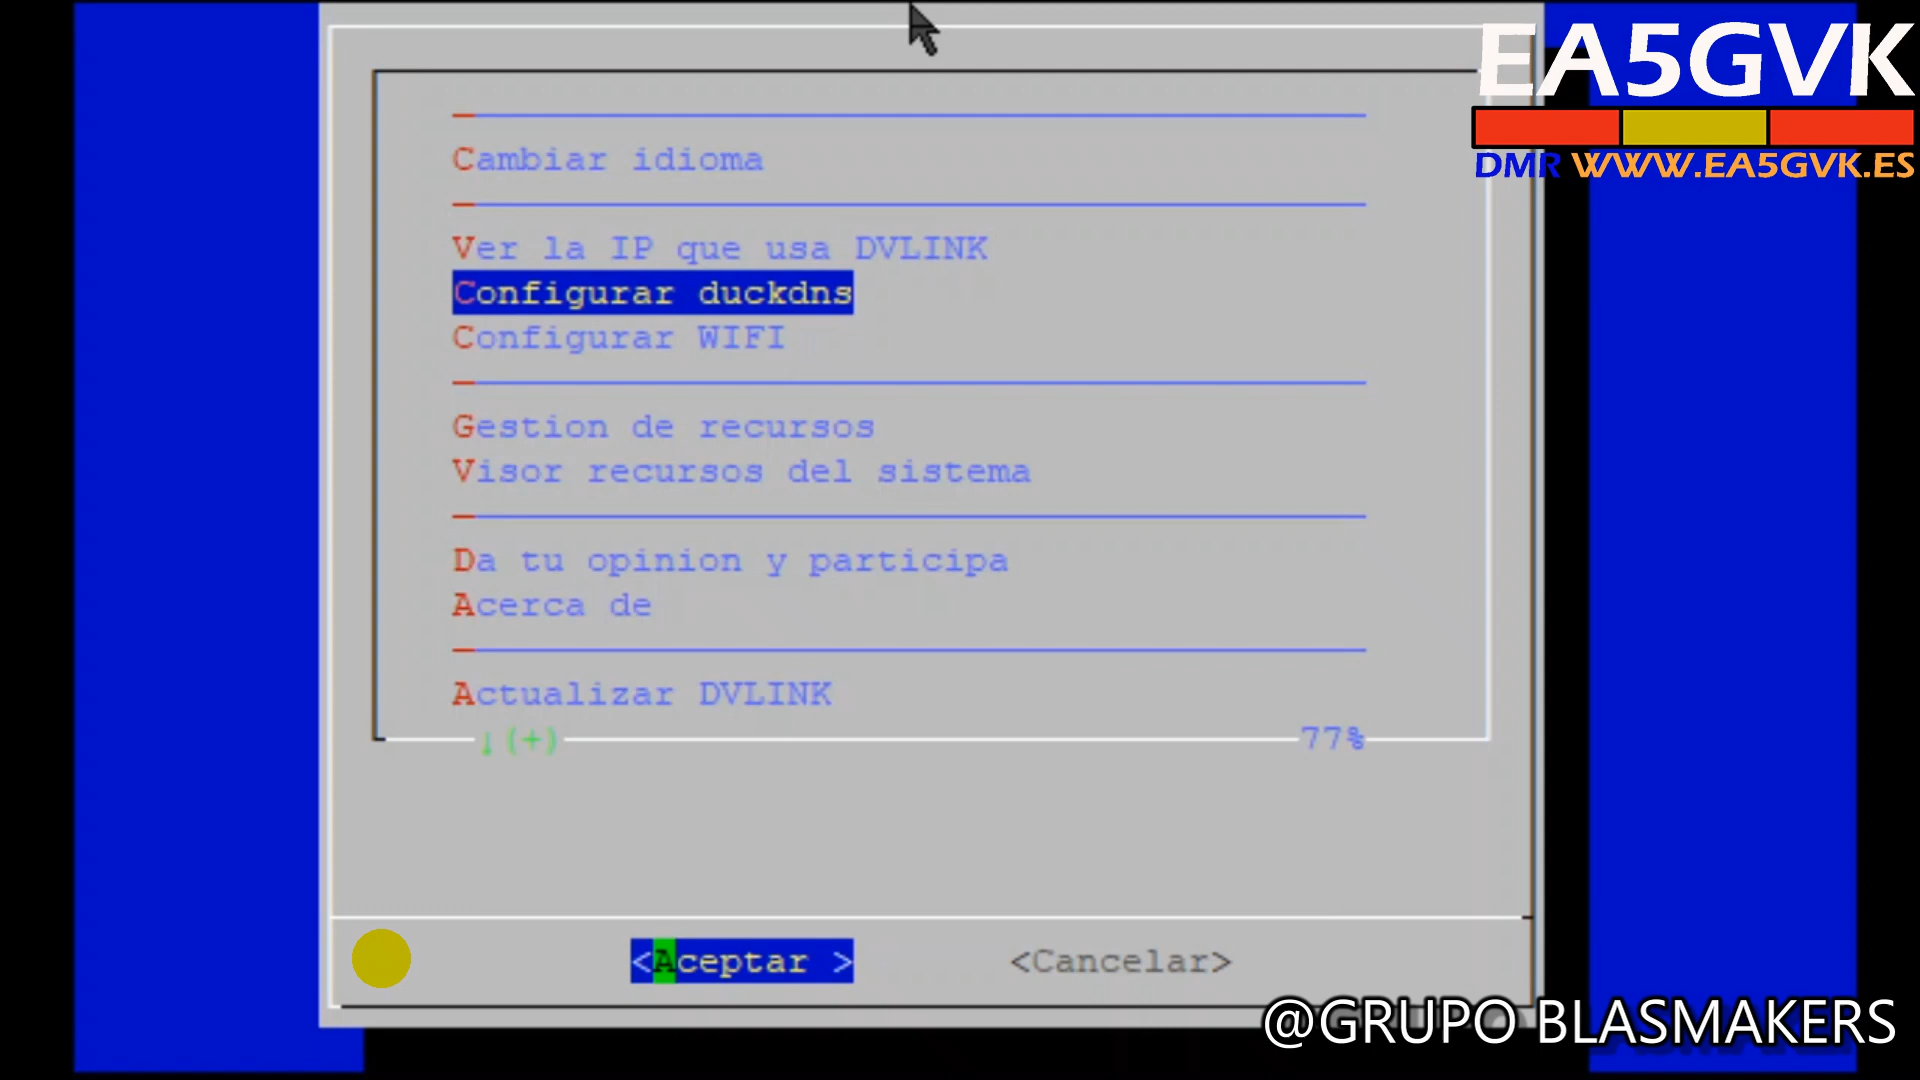 EA5GVK
DMR WWW.EA5GVK.ES
Cambiar idioma
Ver la IP que usa DVLINK
Configurar duckdns
Configurar WIFI
Gestion de recursos
Visor recursos del sistema
Da tu opinion y participa
Acerca de
Actualizar DVLINK
↓(+) 77%
<Aceptar > <Cancelar>
@GRUPO BLASMAKERS